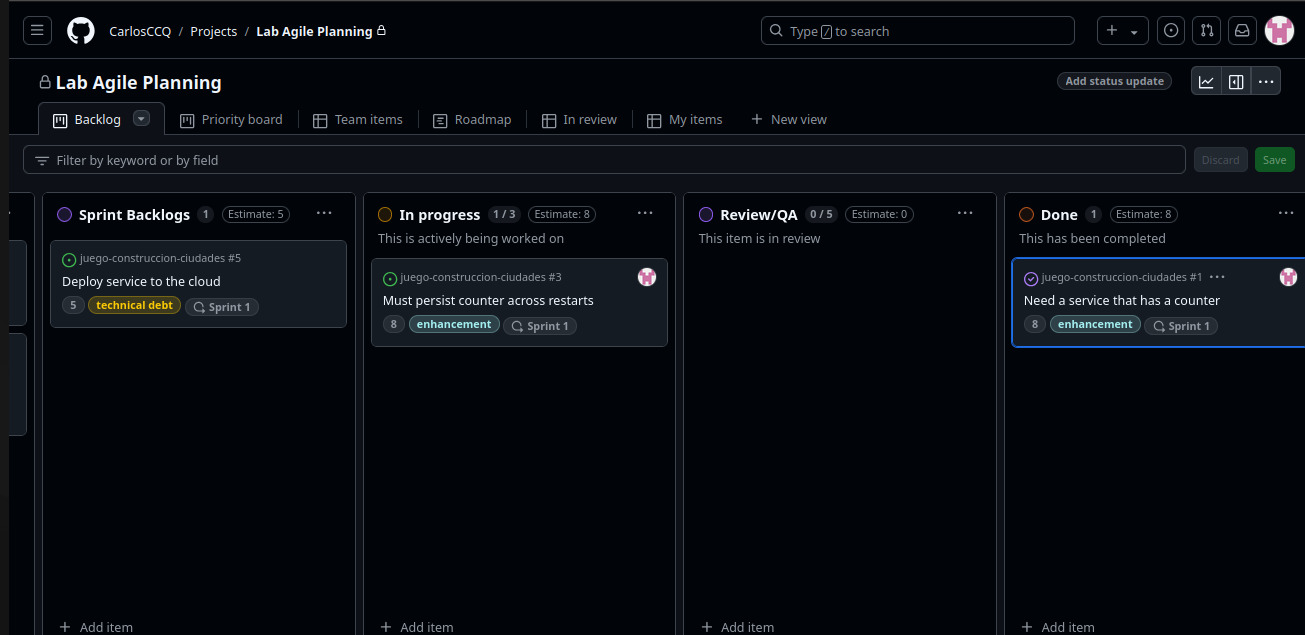 CarlosCCQ / Projects / Lab Agile Planning
Type / to search
Lab Agile Planning
Add status update
Backlog
Priority board
Team items
Roadmap
In review
My items
New view
Filter by keyword or by field
Discard
Save
Sprint Backlogs 1 Estimate: 5
juego-construccion-ciudades #5
Deploy service to the cloud
5 technical debt Sprint 1
Add item
In progress 1 / 3 Estimate: 8
This is actively being worked on
juego-construccion-ciudades #3
Must persist counter across restarts
8 enhancement Sprint 1
Add item
Review/QA 0 / 5 Estimate: 0
This item is in review
Add item
Done 1 Estimate: 8
This has been completed
juego-construccion-ciudades #1
Need a service that has a counter
8 enhancement Sprint 1
Add item